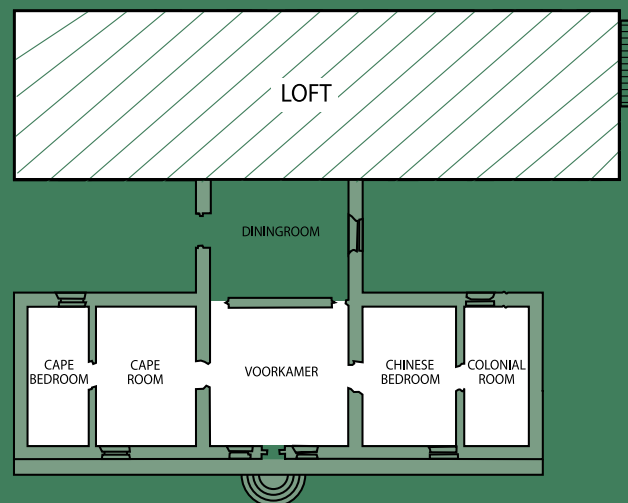 LOFT
DININGROOM
CAPE
BEDROOM
CAPE
ROOM
VOORKAMER
CHINESE
BEDROOM
COLONIAL
ROOM